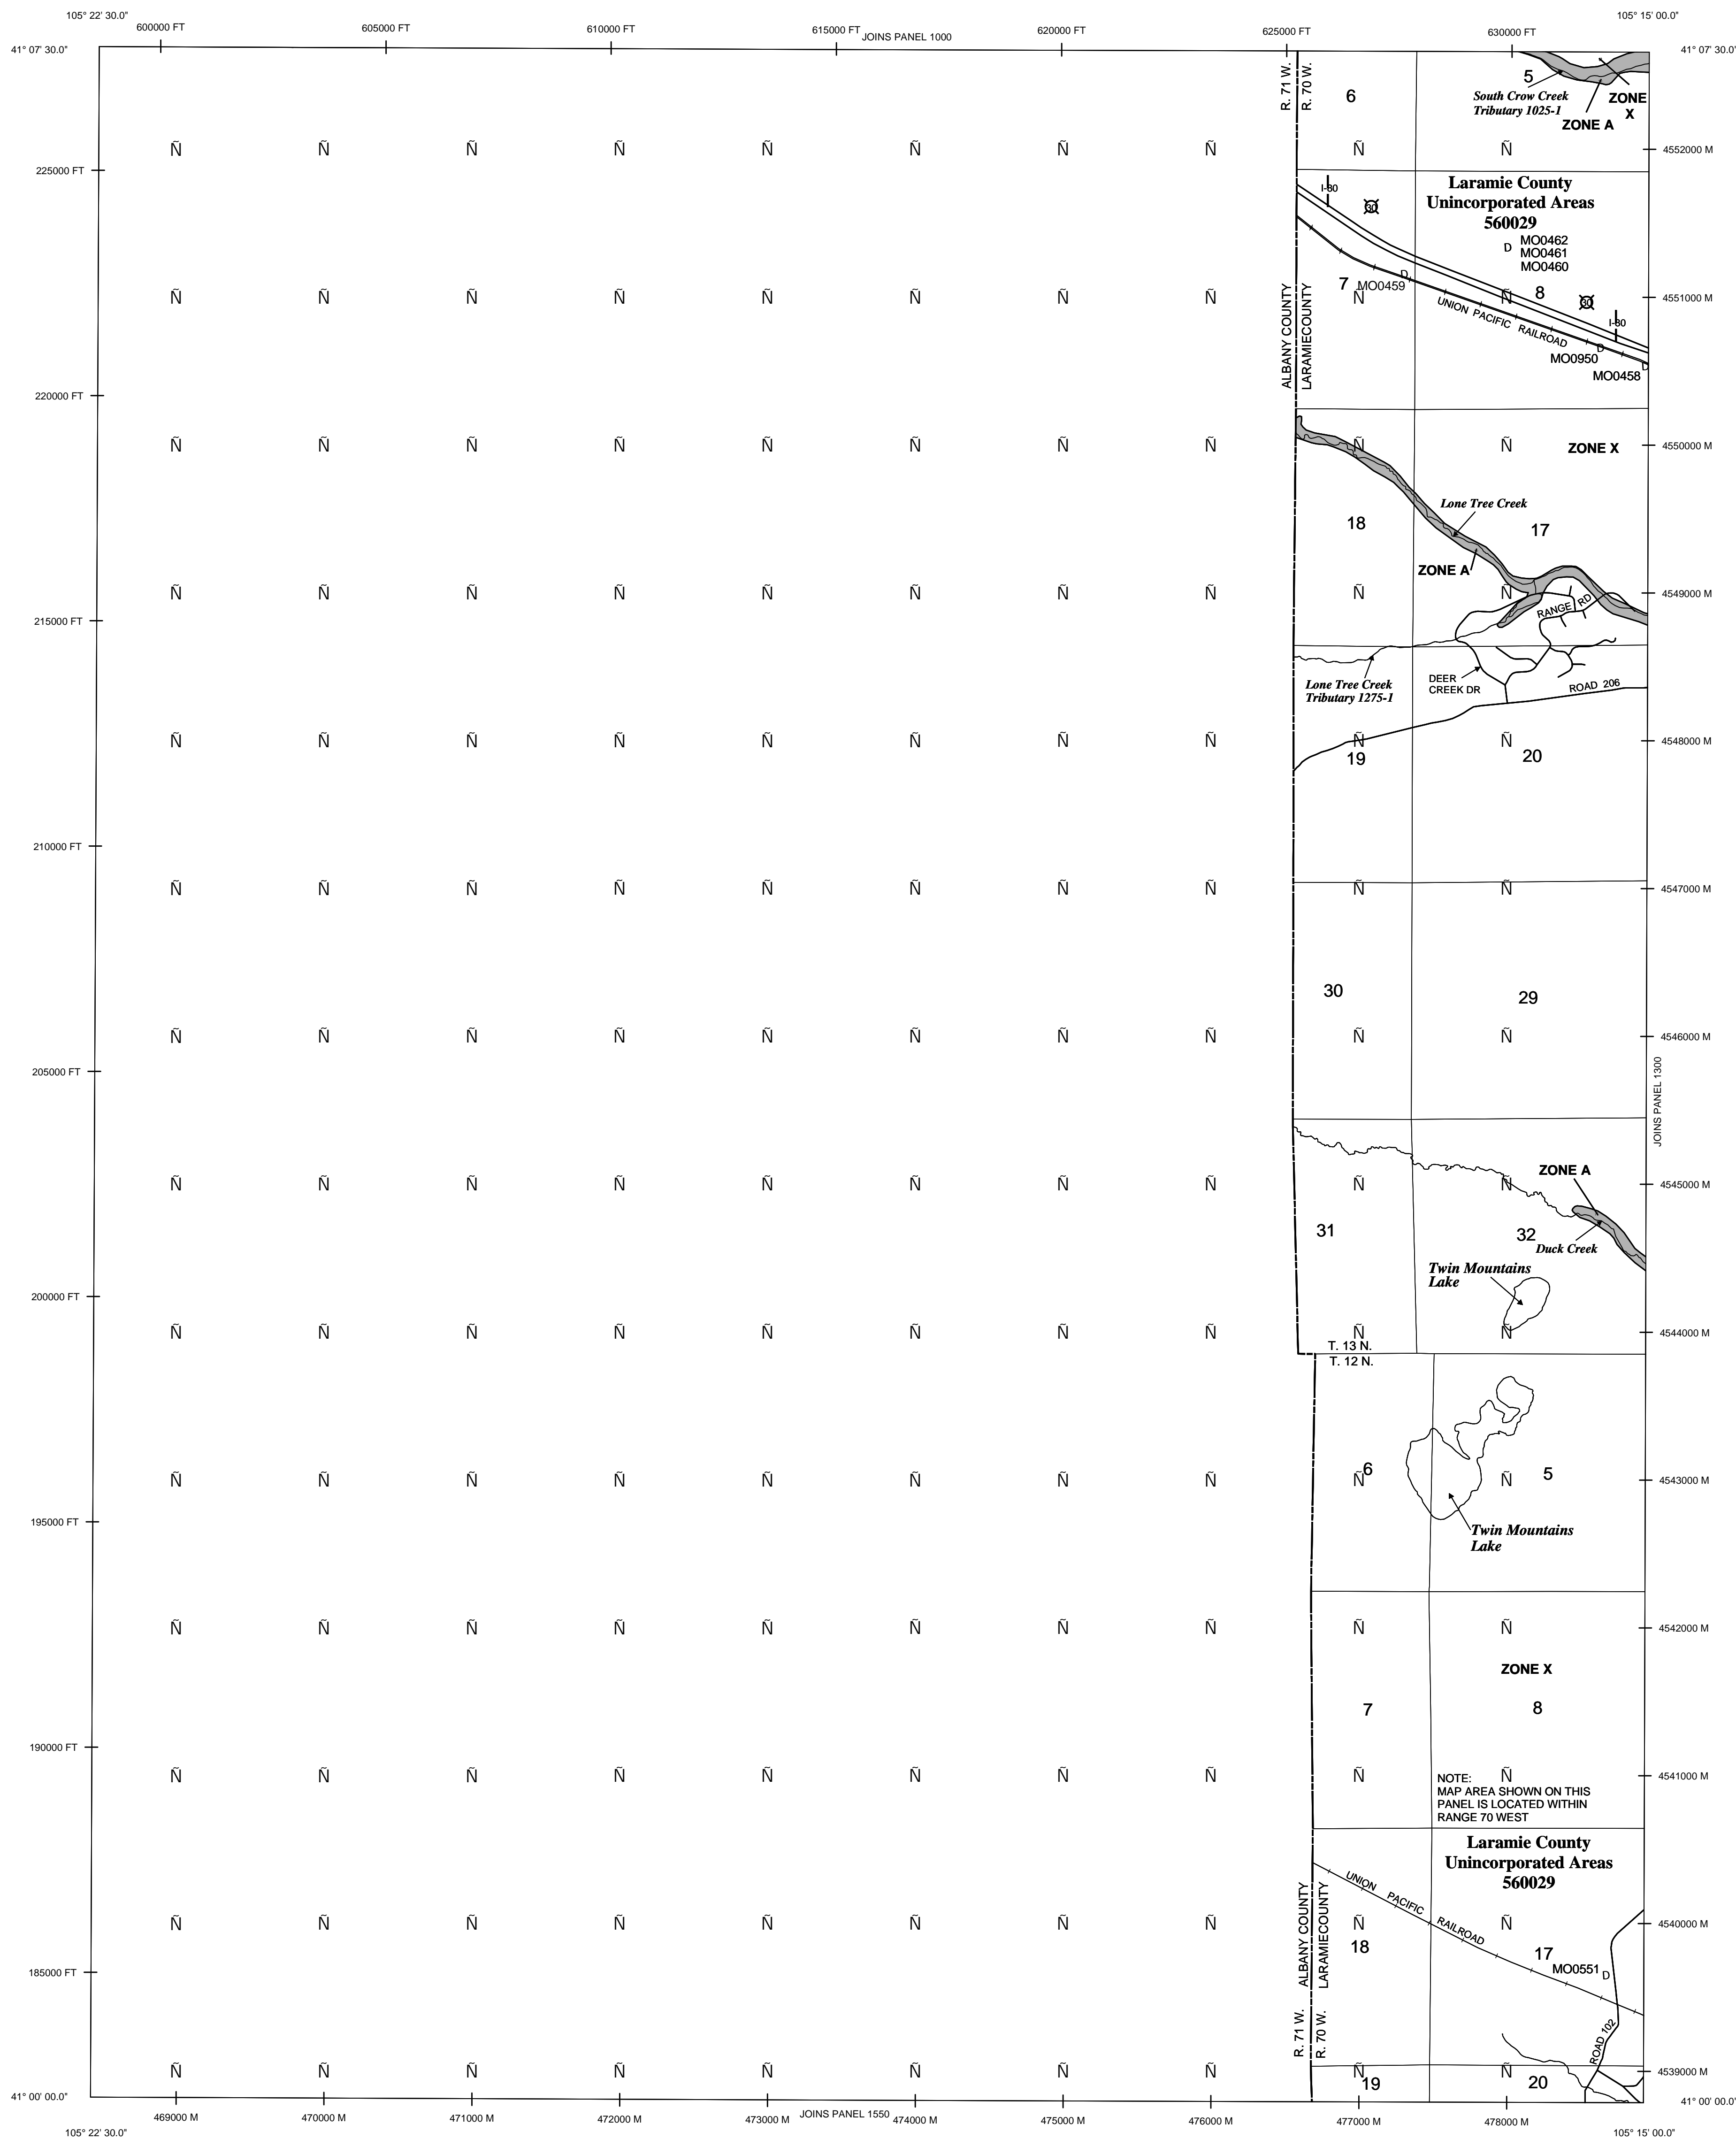 105° 22' 30.0"
105° 15' 00.0"
600000 FT
605000 FT
610000 FT
615000 FT
JOINS PANEL 1000
620000 FT
625000 FT
630000 FT
41° 07' 30.0"
41° 07' 30.0"
R. 71 W.
R. 70 W.
6
5
South Crow Creek
Tributary 1025-1
ZONE
X
ZONE A
Ñ Ñ Ñ Ñ Ñ Ñ Ñ Ñ Ñ Ñ
4552000 M
225000 FT
Laramie County
Unincorporated Areas
560029
I-80
30
D
MO0462
MO0461
MO0460
7
MO0459
D
8
30
I-80
Ñ Ñ Ñ Ñ Ñ Ñ Ñ Ñ Ñ Ñ
4551000 M
UNION PACIFIC RAILROAD
ALBANY COUNTY
LARAMIECOUNTY
D
MO0950
D
MO0458
220000 FT
Ñ Ñ Ñ Ñ Ñ Ñ Ñ Ñ Ñ Ñ
ZONE X
4550000 M
Lone Tree Creek
18
17
ZONE A
Ñ Ñ Ñ Ñ Ñ Ñ Ñ Ñ Ñ Ñ
4549000 M
RANGE RD
215000 FT
Lone Tree Creek
Tributary 1275-1
DEER
CREEK DR
ROAD 206
Ñ Ñ Ñ Ñ Ñ Ñ Ñ Ñ Ñ Ñ
4548000 M
19
20
210000 FT
Ñ Ñ Ñ Ñ Ñ Ñ Ñ Ñ Ñ Ñ
4547000 M
30
29
Ñ Ñ Ñ Ñ Ñ Ñ Ñ Ñ Ñ Ñ
4546000 M
205000 FT
JOINS PANEL 1300
ZONE A
Ñ Ñ Ñ Ñ Ñ Ñ Ñ Ñ Ñ Ñ
4545000 M
31
32
Duck Creek
Twin Mountains
Lake
200000 FT
Ñ Ñ Ñ Ñ Ñ Ñ Ñ Ñ Ñ Ñ
4544000 M
T. 13 N.
T. 12 N.
6
5
Ñ Ñ Ñ Ñ Ñ Ñ Ñ Ñ Ñ Ñ
4543000 M
195000 FT
Twin Mountains
Lake
Ñ Ñ Ñ Ñ Ñ Ñ Ñ Ñ Ñ Ñ
4542000 M
ZONE X
7
8
190000 FT
Ñ Ñ Ñ Ñ Ñ Ñ Ñ Ñ Ñ Ñ
4541000 M
NOTE:
MAP AREA SHOWN ON THIS
PANEL IS LOCATED WITHIN
RANGE 70 WEST
Laramie County
Unincorporated Areas
560029
UNION PACIFIC RAILROAD
ALBANY COUNTY
LARAMIECOUNTY
Ñ Ñ Ñ Ñ Ñ Ñ Ñ Ñ Ñ Ñ
4540000 M
18
17
MO0551
D
185000 FT
R. 71 W.
R. 70 W.
ROAD 102
Ñ Ñ Ñ Ñ Ñ Ñ Ñ Ñ Ñ Ñ
4539000 M
19
20
41° 00' 00.0"
41° 00' 00.0"
469000 M
470000 M
471000 M
472000 M
473000 M
JOINS PANEL 1550
474000 M
475000 M
476000 M
477000 M
478000 M
105° 22' 30.0"
105° 15' 00.0"